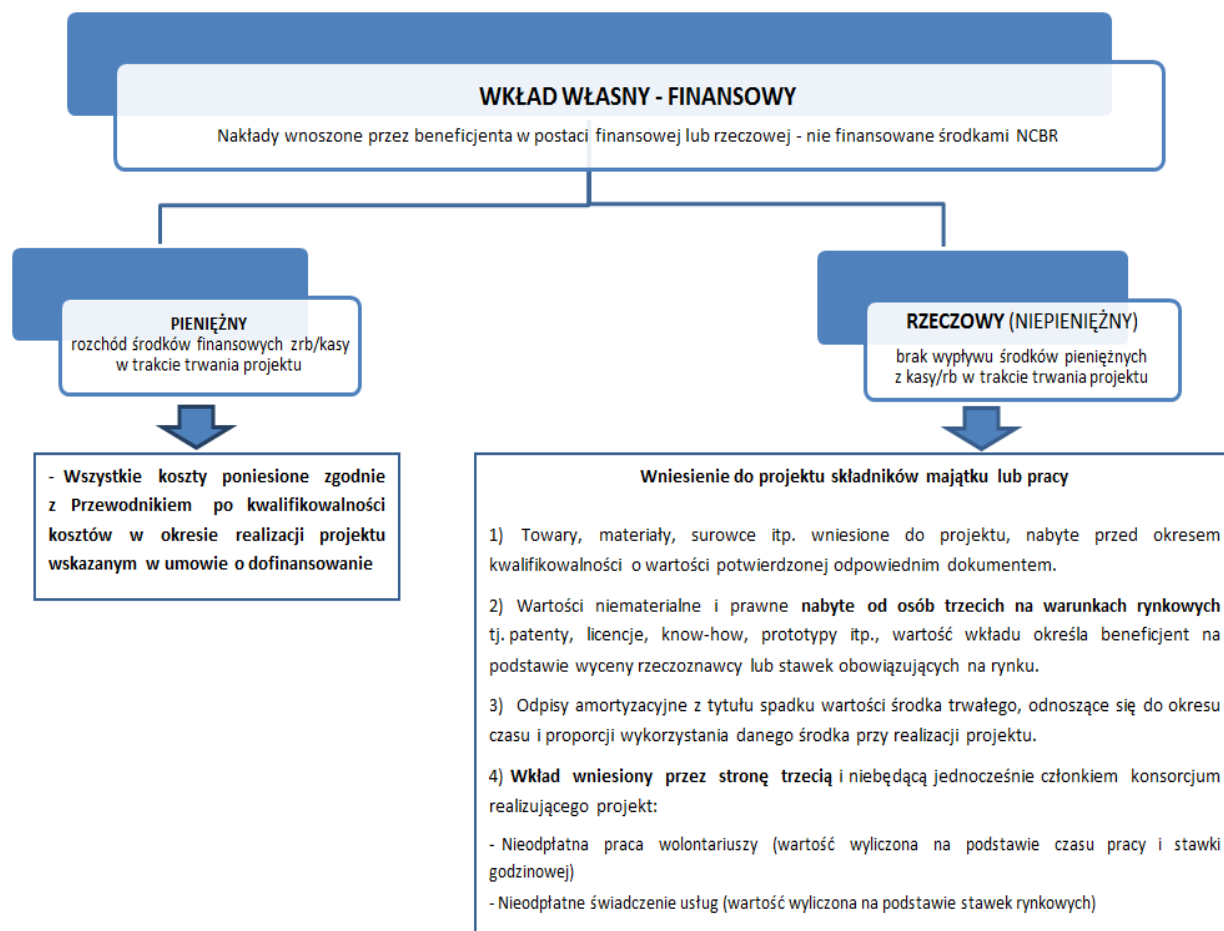 WKŁAD WŁASNY - FINANSOWY
Nakłady wnoszone przez beneficjenta w postaci finansowej lub rzeczowej - nie finansowane środkami NCBR
PIENIĘŻNY
rozchód środków finansowych zrb/kasy
w trakcie trwania projektu
- Wszystkie koszty poniesione zgodnie
z Przewodnikiem po kwalifikowalności
kosztów w okresie realizacji projektu
wskazanym w umowie o dofinansowanie
RZECZOWY (NIEPIENIĘŻNY)
brak wypływu środków pieniężnych
z kasy/rb w trakcie trwania projektu
Wniesienie do projektu składników majątku lub pracy
1) Towary, materiały, surowce itp. wniesione do projektu, nabyte przed okresem
kwalifikowalności o wartości potwierdzonej odpowiednim dokumentem.
2) Wartości niematerialne i prawne nabyte od osób trzecich na warunkach rynkowych
tj. patenty, licencje, know-how, prototypy itp., wartość wkładu określa beneficjent na
podstawie wyceny rzeczoznawcy lub stawek obowiązujących na rynku.
3) Odpisy amortyzacyjne z tytułu spadku wartości środka trwałego, odnoszące się do okresu
czasu i proporcji wykorzystania danego środka przy realizacji projektu.
4) Wkład wniesiony przez stronę trzecią i niebędącą jednocześnie członkiem konsorcjum
realizującego projekt:
- Nieodpłatna praca wolontariuszy (wartość wyliczona na podstawie czasu pracy i stawki
godzinowej)
- Nieodpłatne świadczenie usług (wartość wyliczona na podstawie stawek rynkowych)